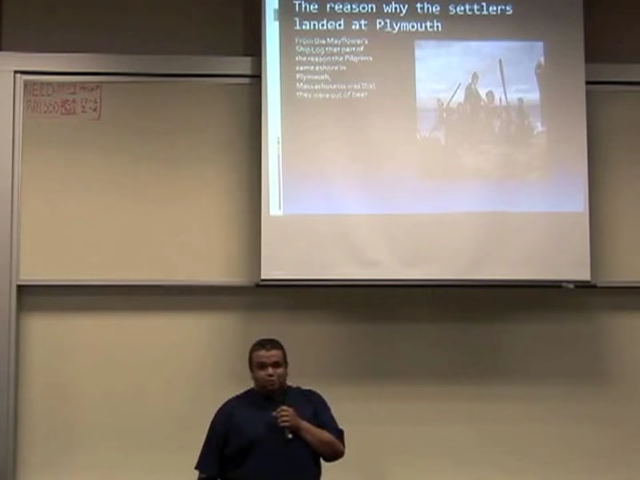 The reason why the settlers
landed at Plymouth
From the Mayflower's
Ship Log that part of
the reason the Pilgrims
came ashore in
Plymouth,
Massachusetts was that
they were out of beer
NEED